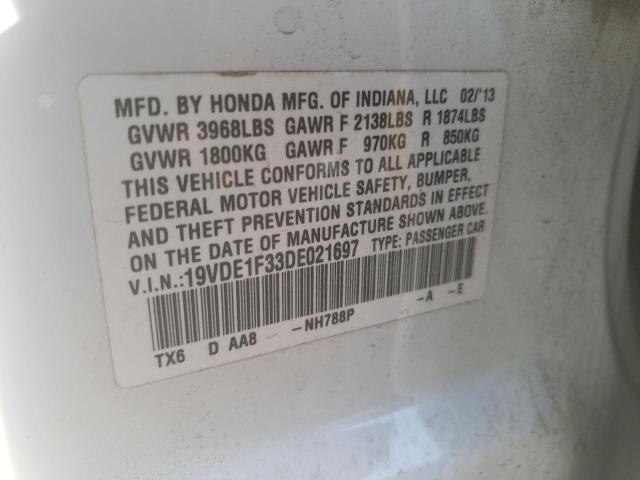 MFD. BY HONDA MFG. OF INDIANA, LLC 02/'13
GVWR 3968LBS GAWR F 2138LBS R 1874LBS
GVWR 1800KG GAWR F 970KG R 850KG
THIS VEHICLE CONFORMS TO ALL APPLICABLE
FEDERAL MOTOR VEHICLE SAFETY, BUMPER,
AND THEFT PREVENTION STANDARDS IN EFFECT
ON THE DATE OF MANUFACTURE SHOWN ABOVE.
V.I.N.:19VDE1F33DE021697 TYPE: PASSENGER CAR
TX6 D AA8 -NH788P -A -E